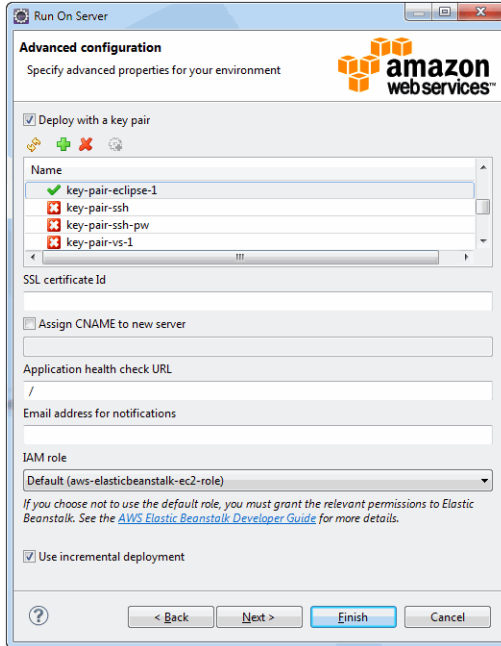 Run On Server
Advanced configuration
Specify advanced properties for your environment
amazon
webservices™
Deploy with a key pair
Name
key-pair-eclipse-1
key-pair-ssh
key-pair-ssh-pw
key-pair-vs-1
SSL certificate Id
Assign CNAME to new server
Application health check URL
/
Email address for notifications
IAM role
Default (aws-elasticbeanstalk-ec2-role)
If you choose not to use the default role, you must grant the relevant permissions to Elastic
Beanstalk. See the AWS Elastic Beanstalk Developer Guide for more details.
Use incremental deployment
? < Back Next > Finish Cancel